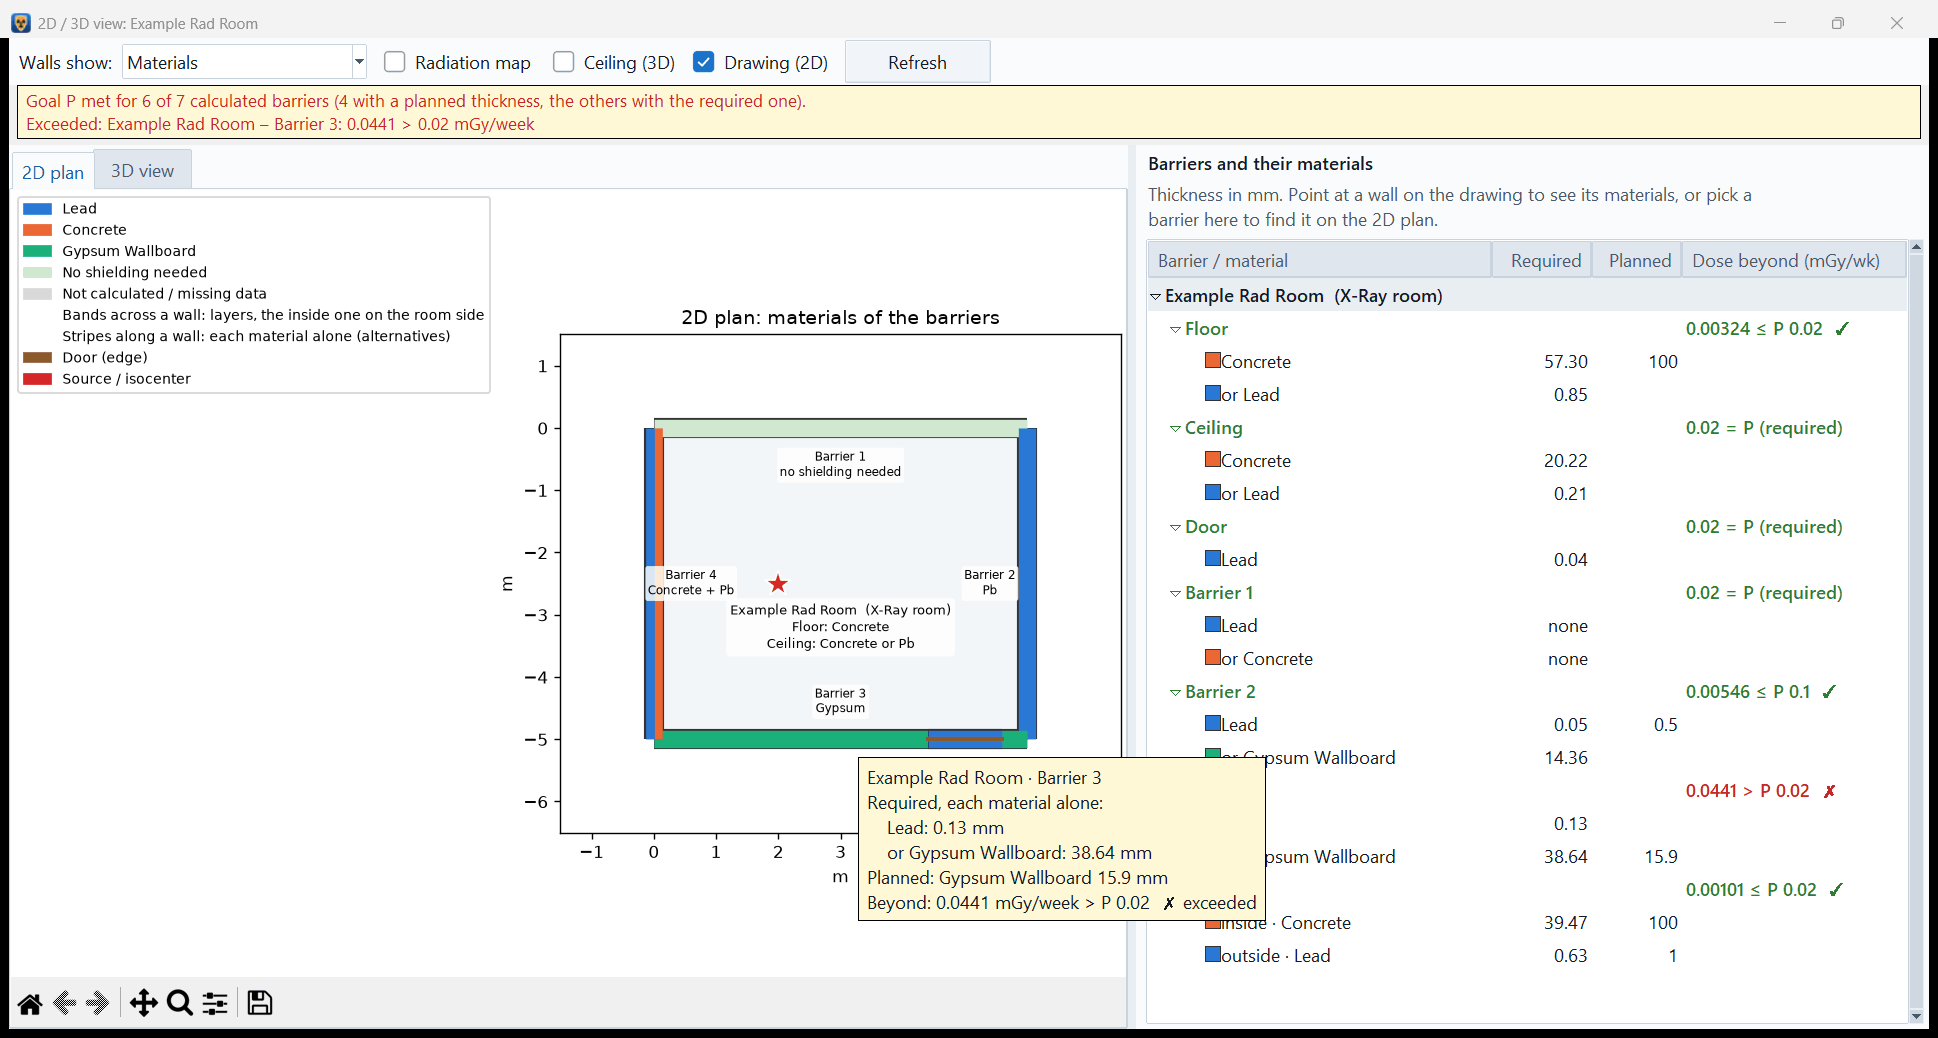 2D / 3D view: Example Rad Room
Walls show: Materials Radiation map Ceiling (3D) Drawing (2D) Refresh
Goal P met for 6 of 7 calculated barriers (4 with a planned thickness, the others with the required one).
Exceeded: Example Rad Room – Barrier 3: 0.0441 > 0.02 mGy/week
2D plan 3D view
Lead
Concrete
Gypsum Wallboard
No shielding needed
Not calculated / missing data
Bands across a wall: layers, the inside one on the room side
Stripes along a wall: each material alone (alternatives)
Door (edge)
Source / isocenter
2D plan: materials of the barriers
1
0
−1
−2
−3
−4
−5
−6
m
−1 0 1 2 3
m
Barrier 1
no shielding needed
Barrier 4
Concrete + Pb
Barrier 2
Pb
Example Rad Room (X-Ray room)
Floor: Concrete
Ceiling: Concrete or Pb
Barrier 3
Gypsum
Example Rad Room · Barrier 3
Required, each material alone:
Lead: 0.13 mm
or Gypsum Wallboard: 38.64 mm
Planned: Gypsum Wallboard 15.9 mm
Beyond: 0.0441 mGy/week > P 0.02 ✗ exceeded
Barriers and their materials
Thickness in mm. Point at a wall on the drawing to see its materials, or pick a
barrier here to find it on the 2D plan.
Barrier / material Required Planned Dose beyond (mGy/wk)
Example Rad Room (X-Ray room)
Floor 0.00324 ≤ P 0.02 ✓
Concrete 57.30 100
or Lead 0.85
Ceiling 0.02 = P (required)
Concrete 20.22
or Lead 0.21
Door 0.02 = P (required)
Lead 0.04
Barrier 1 0.02 = P (required)
Lead none
or Concrete none
Barrier 2 0.00546 ≤ P 0.1 ✓
Lead 0.05 0.5
or Gypsum Wallboard 14.36
0.0441 > P 0.02 ✗
0.13
psum Wallboard 38.64 15.9
0.00101 ≤ P 0.02 ✓
inside · Concrete 39.47 100
outside · Lead 0.63 1